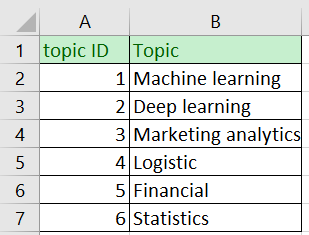 A B
1 topic ID Topic
2 1 Machine learning
3 2 Deep learning
4 3 Marketing analytics
5 4 Logistic
6 5 Financial
7 6 Statistics